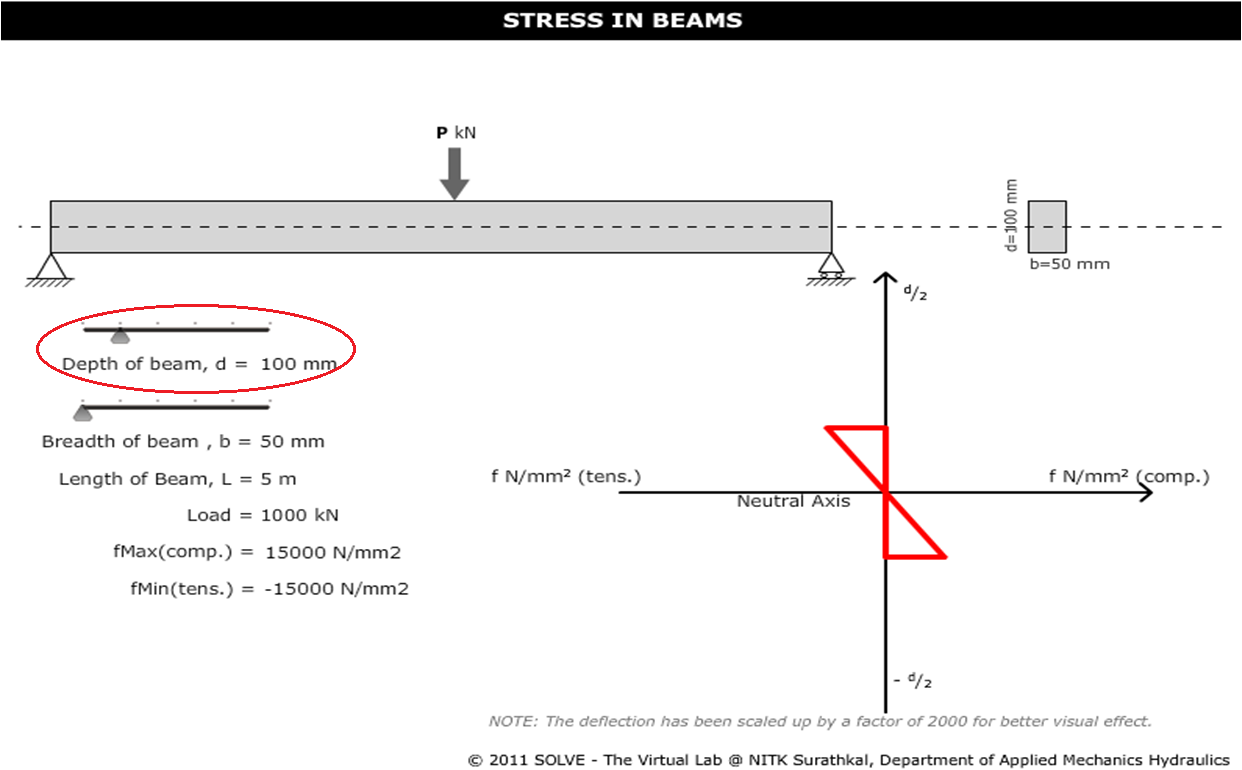 STRESS IN BEAMS
P kN
d=100 mm
b=50 mm
d/2
Depth of beam, d = 100 mm
Breadth of beam , b = 50 mm
Length of Beam, L = 5 m
Load = 1000 kN
fMax(comp.) = 15000 N/mm2
fMin(tens.) = -15000 N/mm2
f N/mm² (tens.)
f N/mm² (comp.)
Neutral Axis
- d/2
NOTE: The deflection has been scaled up by a factor of 2000 for better visual effect.
© 2011 SOLVE - The Virtual Lab @ NITK Surathkal, Department of Applied Mechanics Hydraulics